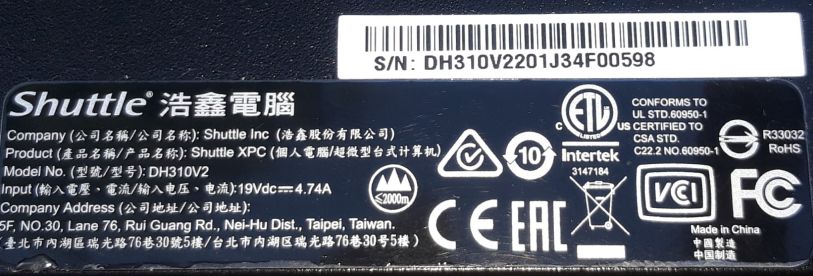 S/N: DH310V2201J34F00598
Shuttle® 浩鑫電腦
Company (公司名稱/公司名称): Shuttle Inc (浩鑫股份有限公司)
Product (產品名稱/产品名称): Shuttle XPC (個人電腦/超微型台式计算机)
Model No. (型號/型号): DH310V2
Input (輸入電壓、電流/输入电压、电流):19Vdc⎓4.74A
Company Address (公司地址/公司地址):
5F, NO.30, Lane 76, Rui Guang Rd., Nei-Hu Dist., Taipei, Taiwan.
(臺北市內湖區瑞光路76巷30號5樓/台北市内湖区瑞光路76巷30号5楼)
≤2000m
10
ETL
LISTED
C US
Intertek
3147184
CONFORMS TO
UL STD.60950-1
CERTIFIED TO
CSA STD.
C22.2 NO.60950-1
R33032
RoHS
CE EAC
VCCI
FC
Made in China
中國製造
中国制造